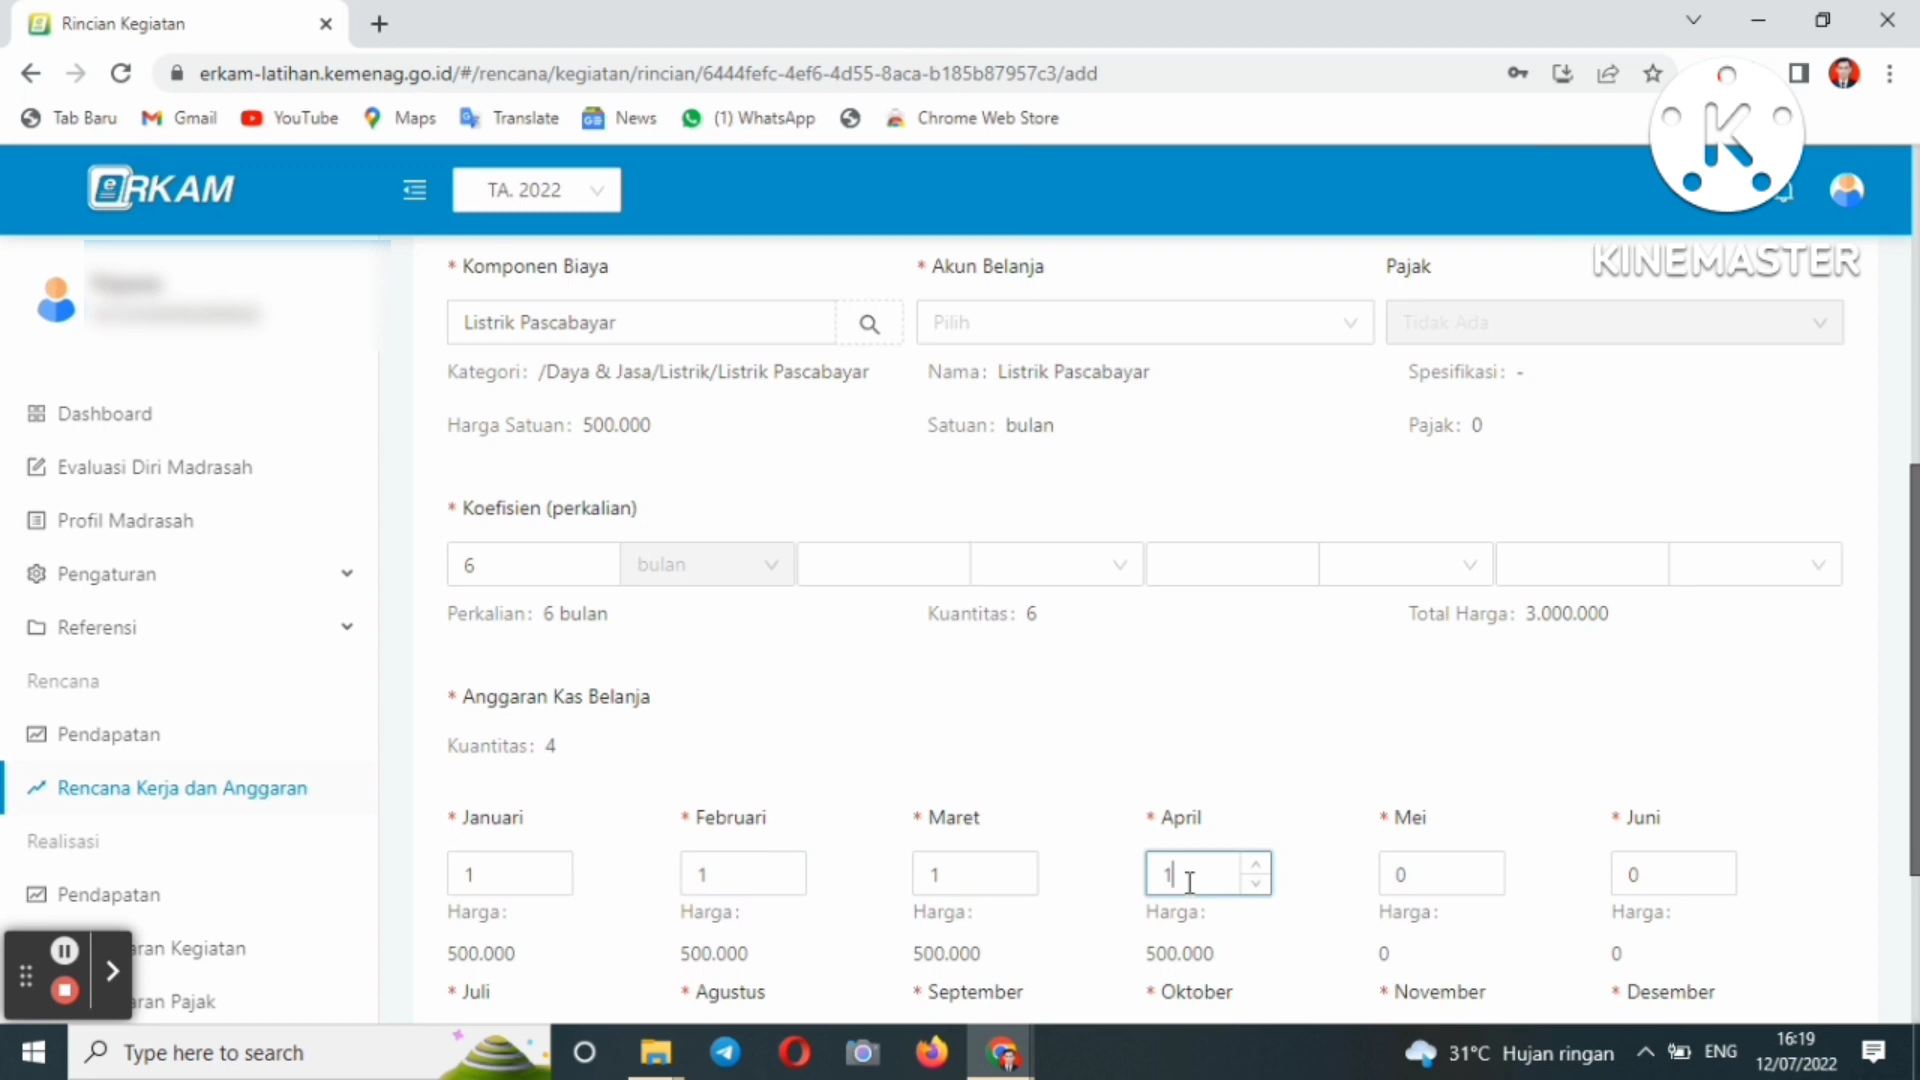 Rincian Kegiatan
erkam-latihan.kemenag.go.id/#/rencana/kegiatan/rincian/6444fefc-4ef6-4d55-8aca-b185b87957c3/add
Tab Baru Gmail YouTube Maps Translate News (1) WhatsApp Chrome Web Store
eRKAM TA. 2022
K
KINEMASTER
* Komponen Biaya * Akun Belanja Pajak
Listrik Pascabayar Pilih Tidak Ada
Kategori: /Daya & Jasa/Listrik/Listrik Pascabayar Nama: Listrik Pascabayar Spesifikasi: -
Harga Satuan: 500.000 Satuan: bulan Pajak: 0
* Koefisien (perkalian)
6 bulan
Perkalian: 6 bulan Kuantitas: 6 Total Harga: 3.000.000
* Anggaran Kas Belanja
Kuantitas: 4
* Januari * Februari * Maret * April * Mei * Juni
1 1 1 1 0 0
Harga: Harga: Harga: Harga: Harga: Harga:
500.000 500.000 500.000 500.000 0 0
* Juli * Agustus * September * Oktober * November * Desember
Dashboard
Evaluasi Diri Madrasah
Profil Madrasah
Pengaturan
Referensi
Rencana
Pendapatan
Rencana Kerja dan Anggaran
Realisasi
Pendapatan
aran Kegiatan
aran Pajak
Type here to search
31°C Hujan ringan ENG
16:19
12/07/2022